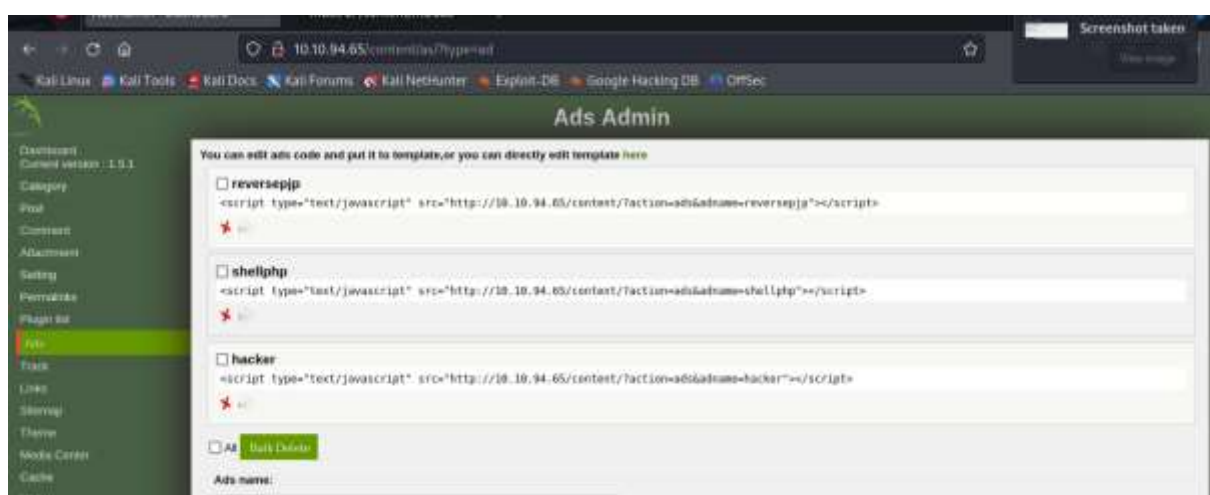 Screenshot taken
View image
10.10.94.65/content/as/?type=ad
Kali Linux Kali Tools Kali Docs Kali Forums Kali NetHunter Exploit-DB Google Hacking DB OffSec
Ads Admin
Dashboard
Current version : 1.5.1
Category
Post
Comment
Attachment
Setting
Permalinks
Plugin list
Ads
Track
Links
Sitemap
Theme
Media Center
Cache
You can edit ads code and put it to template,or you can directly edit template here
reversepjp
<script type="text/javascript" src="http://10.10.94.65/content/?action=ads&adname=reversepjp"></script>
shellphp
<script type="text/javascript" src="http://10.10.94.65/content/?action=ads&adname=shellphp"></script>
hacker
<script type="text/javascript" src="http://10.10.94.65/content/?action=ads&adname=hacker"></script>
All Bulk Delete
Ads name: